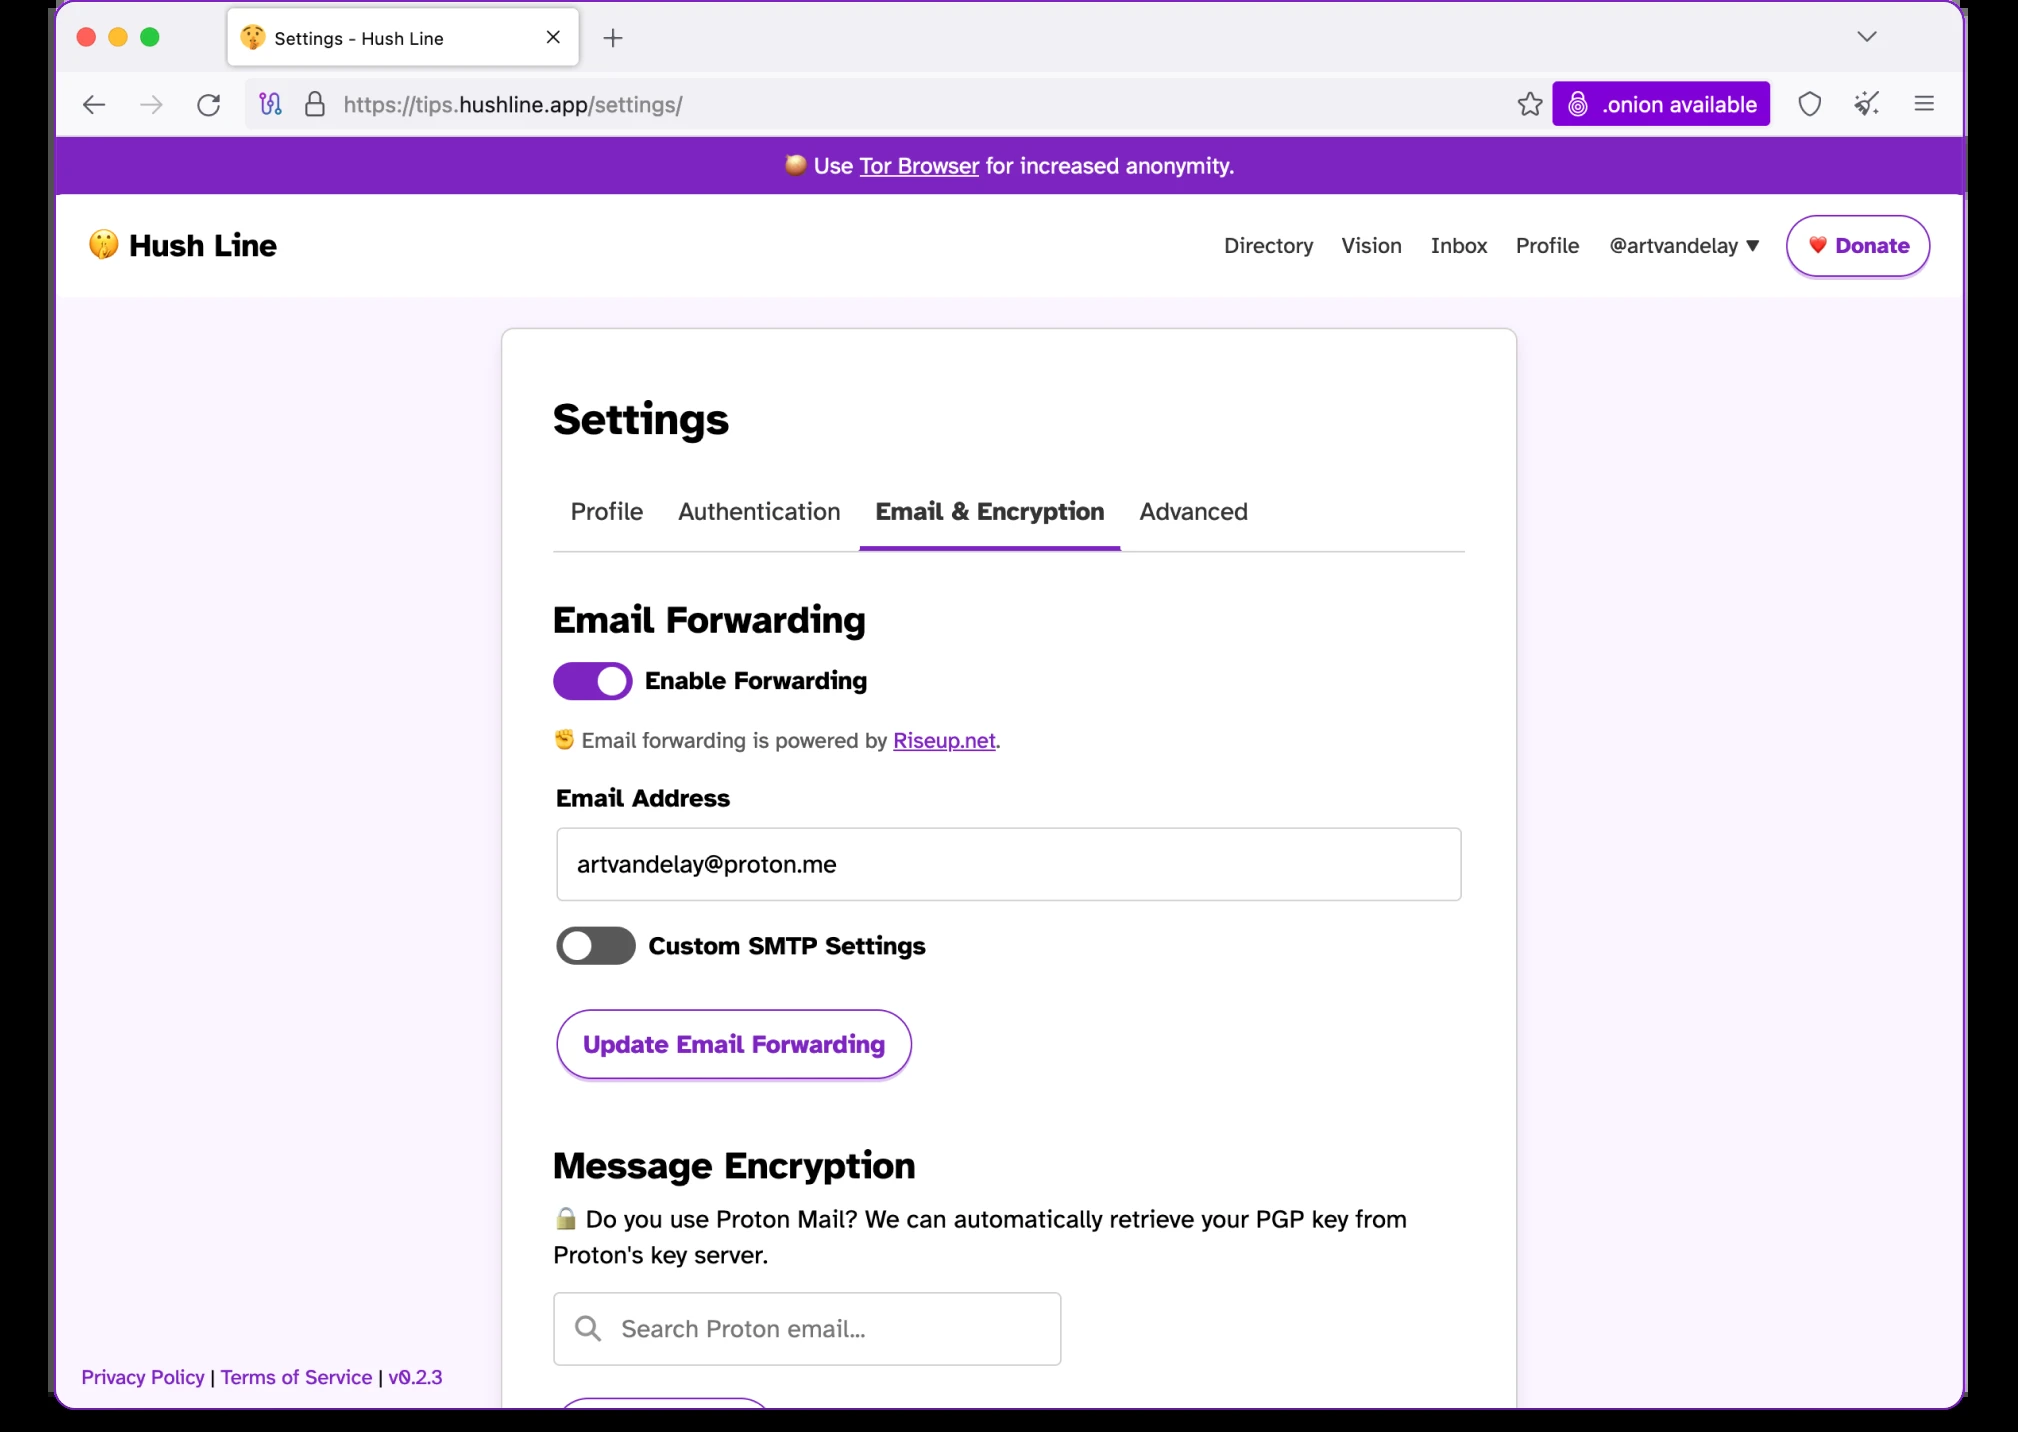 Settings - Hush Line
https://tips.hushline.app/settings/
.onion available
Use Tor Browser for increased anonymity.
Hush Line
Directory Vision Inbox Profile @artvandelay ▼ Donate
Settings
Profile Authentication Email & Encryption Advanced
Email Forwarding
Enable Forwarding
✊ Email forwarding is powered by Riseup.net.
Email Address
artvandelay@proton.me
Custom SMTP Settings
Update Email Forwarding
Message Encryption
🔒 Do you use Proton Mail? We can automatically retrieve your PGP key from
Proton's key server.
Search Proton email...
Privacy Policy | Terms of Service | v0.2.3